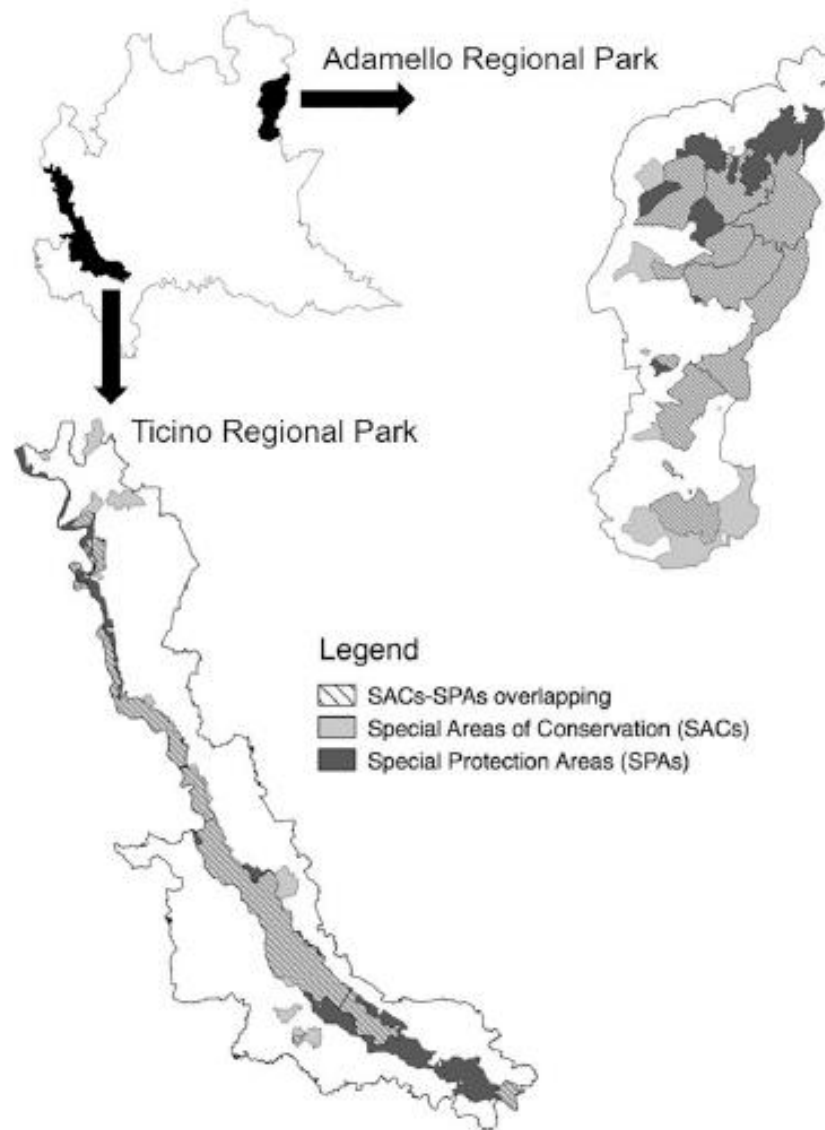 Adamello Regional Park
Ticino Regional Park
Legend
SACs-SPAs overlapping
Special Areas of Conservation (SACs)
Special Protection Areas (SPAs)